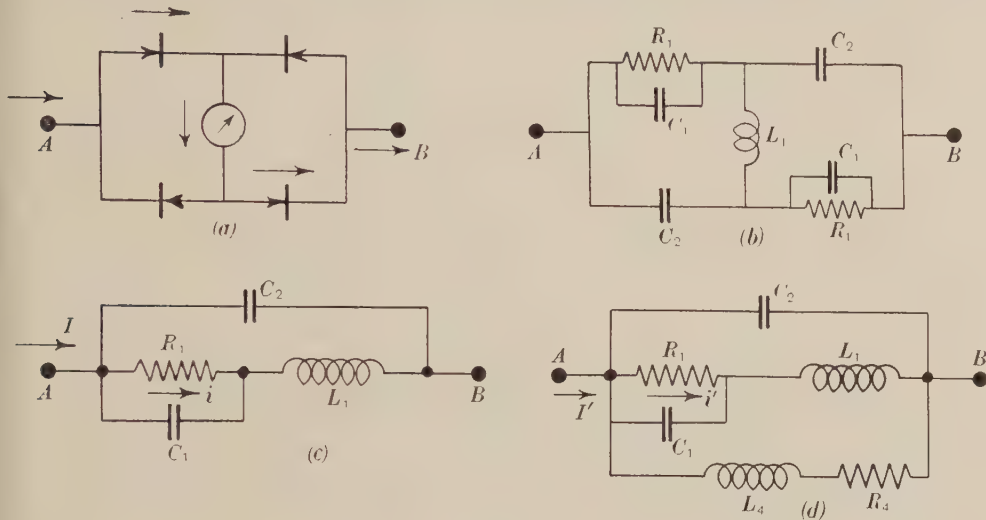 A
B
(a)
R₁
C₁
C₂
L₁
A
B
C₁
C₂
R₁
(b)
C₂
I
R₁
A
i
L₁
B
C₁
(c)
C₂
A
R₁
L₁
B
I'
i'
C₁
L₄
R₄
(d)